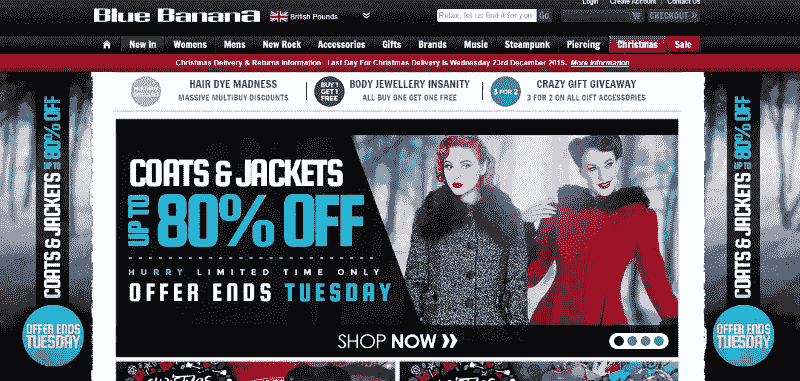 Login Create Account Contact Us
Blue Banana
British Pounds
Relax, let us find it for you
Go
CHECKOUT »
New In Womens Mens New Rock Accessories Gifts Brands Music Steampunk Piercing Christmas Sale
Christmas Delivery & Returns Information Last Day For Christmas Delivery is Wednesday 23rd December 2015. More Information
MULTIBUY DISCOUNTS
HAIR DYE MADNESS
MASSIVE MULTIBUY DISCOUNTS
BUY 1 GET 1 FREE
BODY JEWELLERY INSANITY
ALL BUY ONE GET ONE FREE
3 FOR 2
CRAZY GIFT GIVEAWAY
3 FOR 2 ON ALL GIFT ACCESSORIES
COATS & JACKETS UP TO 80% OFF
OFFER ENDS
TUESDAY
COATS & JACKETS
UP TO 80% OFF
HURRY LIMITED TIME ONLY
OFFER ENDS TUESDAY
SHOP NOW »
COATS & JACKETS UP TO 80% OFF
OFFER ENDS
TUESDAY